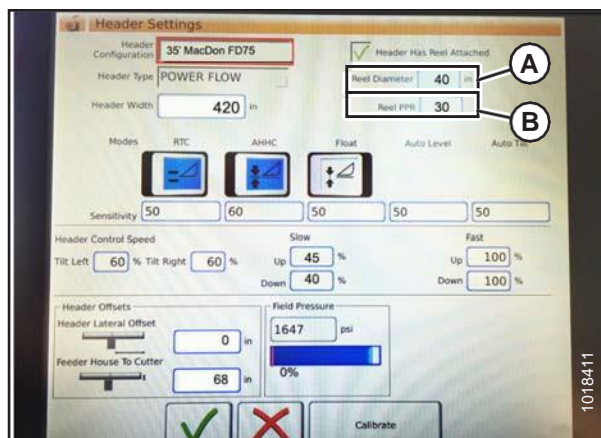 Header Settings
Header Configuration 35' MacDon FD75
Header Has Reel Attached
Header Type POWER FLOW
Reel Diameter 40 in
A
Header Width 420 in
Reel PPR 30
B
Modes RTC AHHC Float Auto Level Auto Tilt
Sensitivity 50 60 50 50 50
Header Control Speed
Slow
Fast
Tilt Left 60 % Tilt Right 60 %
Up 45 %
Up 100 %
Down 40 %
Down 100 %
Header Offsets
Field Pressure
Header Lateral Offset
0 in
1647 psi
Feeder House To Cutter
68 in
0%
Calibrate
1018411